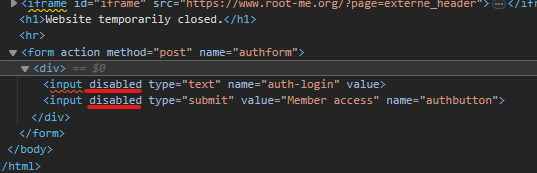 ▶ <iframe id="iframe" src="https://www.root-me.org/?page=externe_header"> ⋯ </iframe>
<h1>Website temporarily closed.</h1>
<hr>
▼ <form action method="post" name="authform">
▼ <div> == $0
<input disabled type="text" name="auth-login" value>
<input disabled type="submit" value="Member access" name="authbutton">
</div>
</form>
</body>
/html>